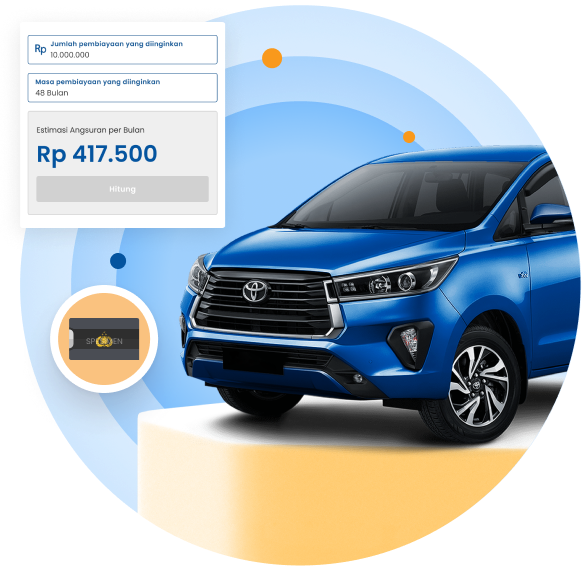 Rp Jumlah pembiayaan yang diinginkan
10.000.000
Masa pembiayaan yang diinginkan
48 Bulan
Estimasi Angsuran per Bulan
Rp 417.500
Hitung